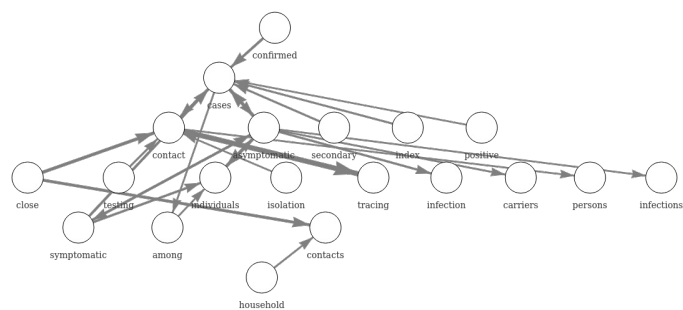 confirmed
cases
contact
asymptomatic
secondary
index
positive
close
testing
individuals
isolation
tracing
infection
carriers
persons
infections
symptomatic
among
contacts
household